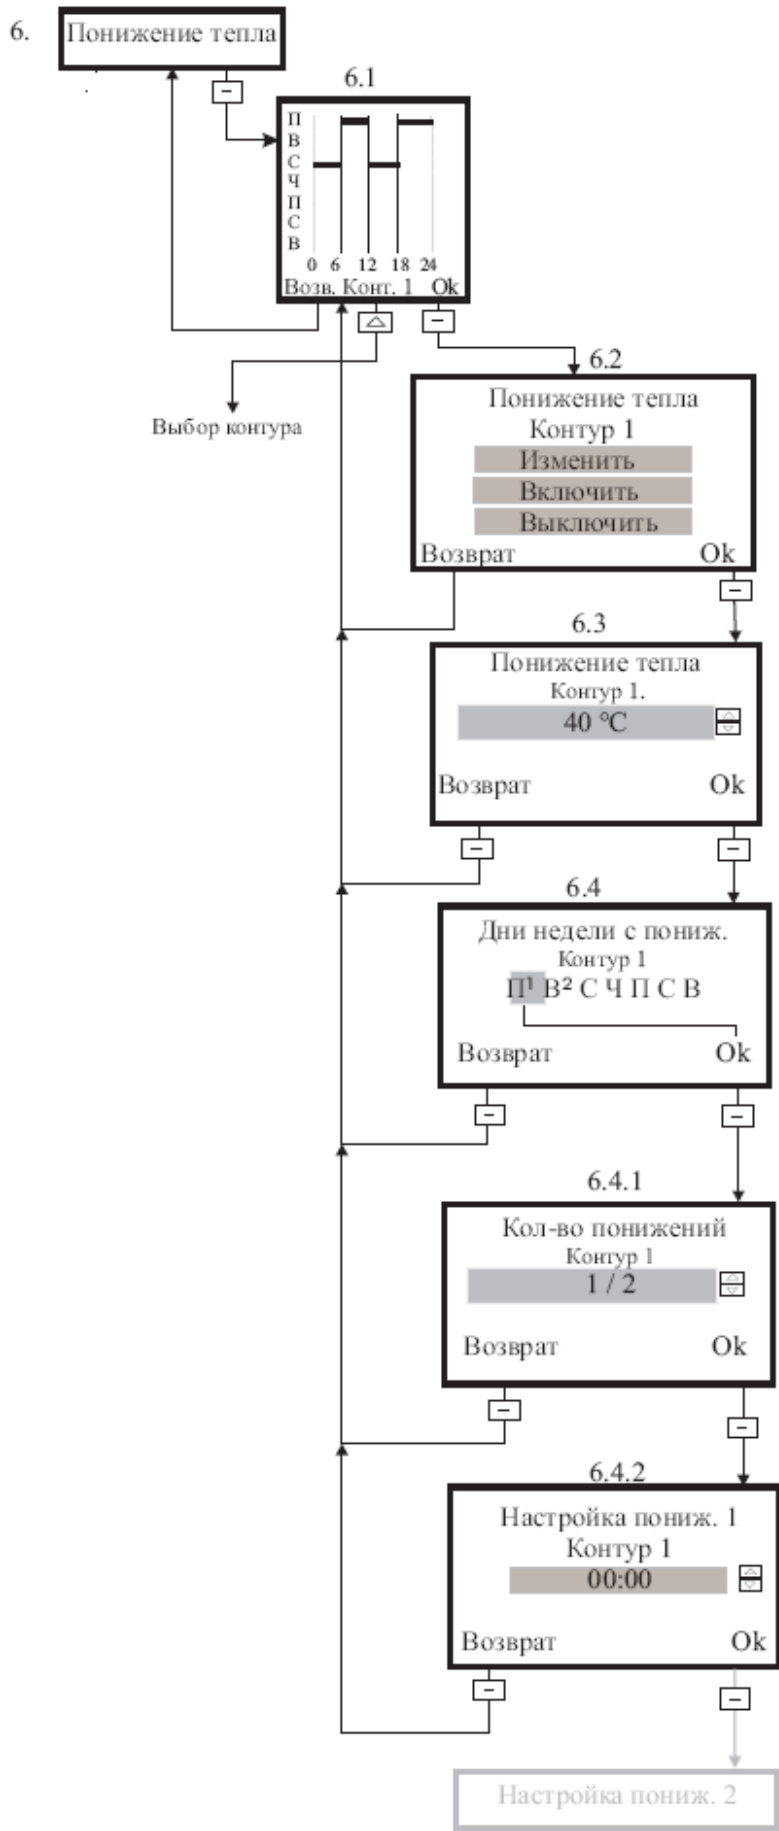 6.
Понижение тепла
6.1
П
В
С
Ч
П
С
В
0 6 12 18 24
Возв. Конт. 1 Ok
Выбор контура
6.2
Понижение тепла
Контур 1
Изменить
Включить
Выключить
Возврат Ok
6.3
Понижение тепла
Контур 1.
40 °C
Возврат Ok
6.4
Дни недели с пониж.
Контур 1
П¹ В² С Ч П С В
Возврат Ok
6.4.1
Кол-во понижений
Контур 1
1 / 2
Возврат Ok
6.4.2
Настройка пониж. 1
Контур 1
00:00
Возврат Ok
Настройка пониж. 2